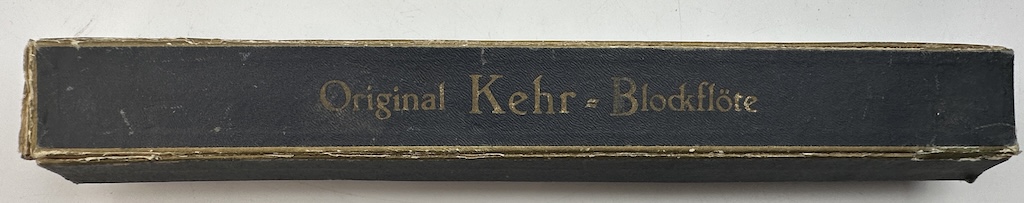 Original Kehr = Blockflöte